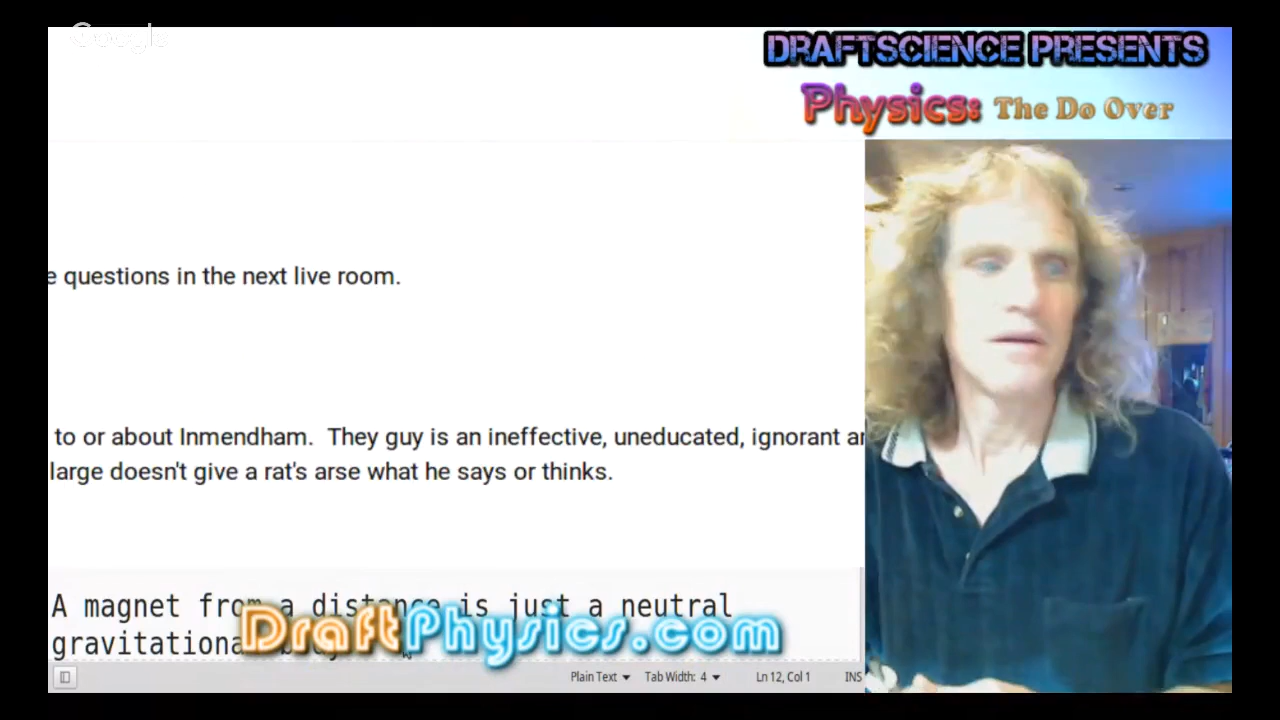 Google
DRAFTSCIENCE PRESENTS
Physics: The Do Over
e questions in the next live room.
to or about Inmendham. They guy is an ineffective, uneducated, ignorant ar
large doesn't give a rat's arse what he says or thinks.
A magnet from a distance is just a neutral
gravitationa
DraftPhysics.com
Plain Text Tab Width: 4 Ln 12, Col 1 INS